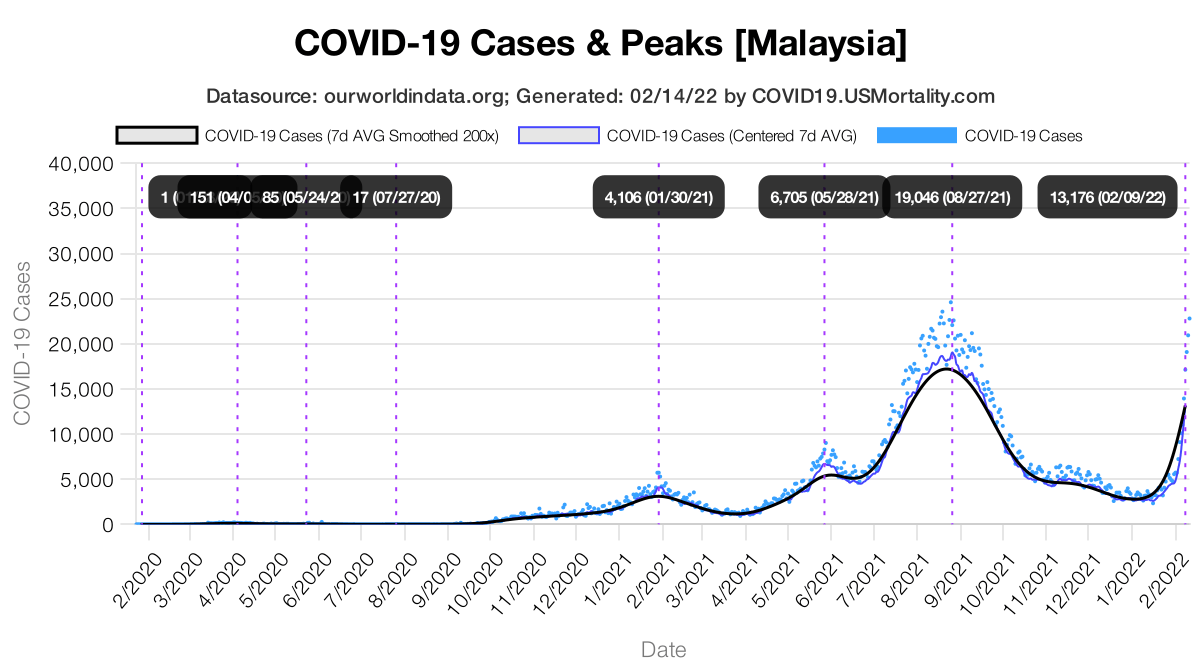 COVID-19 Cases & Peaks [Malaysia]
Datasource: ourworldindata.org; Generated: 02/14/22 by COVID19.USMortality.com
COVID-19 Cases (7d AVG Smoothed 200x) COVID-19 Cases (Centered 7d AVG) COVID-19 Cases
40,000
1 151 (04/0 85 (05/24/20 17 (07/27/20) 4,106 (01/30/21) 6,705 (05/28/21) 19,046 (08/27/21) 13,176 (02/09/22)
35,000
30,000
25,000
20,000
15,000
10,000
5,000
0
COVID-19 Cases
2/2020 3/2020 4/2020 5/2020 6/2020 7/2020 8/2020 9/2020 10/2020 11/2020 12/2020 1/2021 2/2021 3/2021 4/2021 5/2021 6/2021 7/2021 8/2021 9/2021 10/2021 11/2021 12/2021 1/2022 2/2022
Date